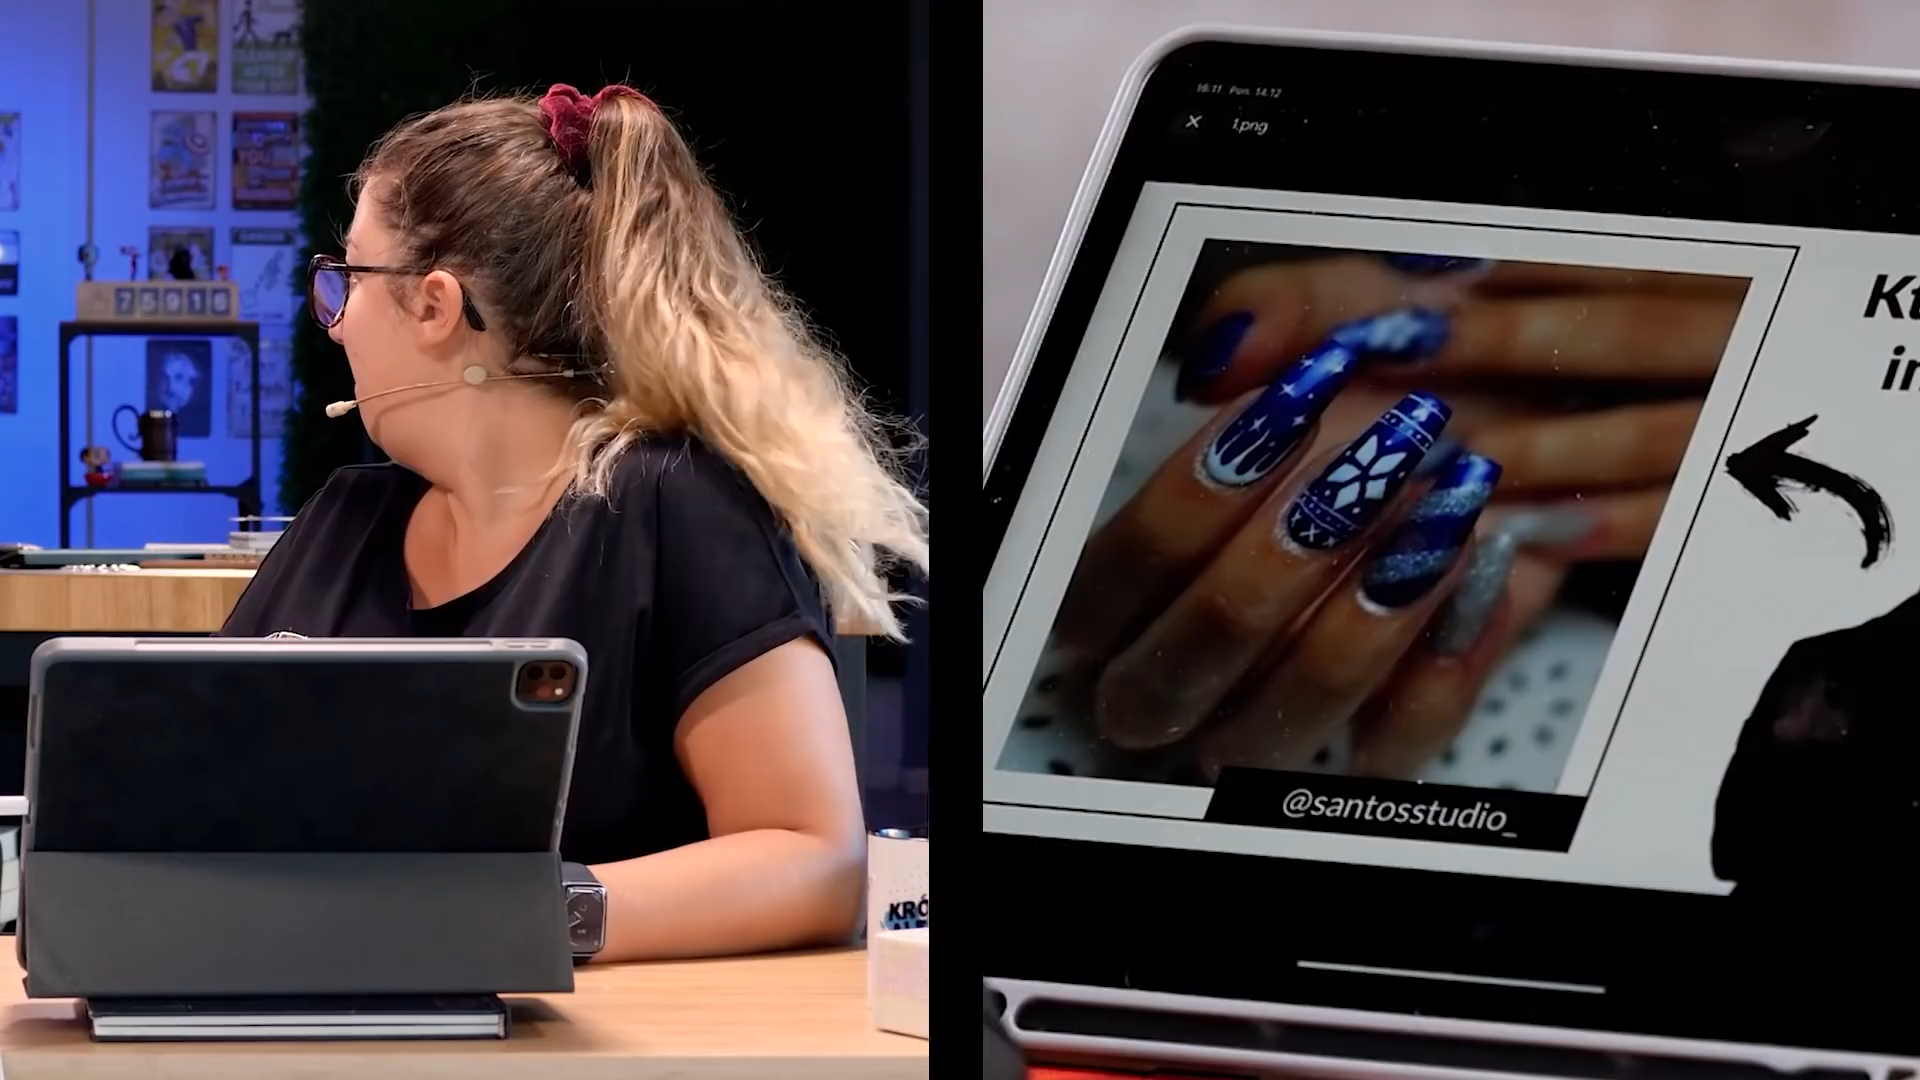 75916
KRÓ
16:11 Pon. 14.12
1.png
Kt
in
@santosstudio_